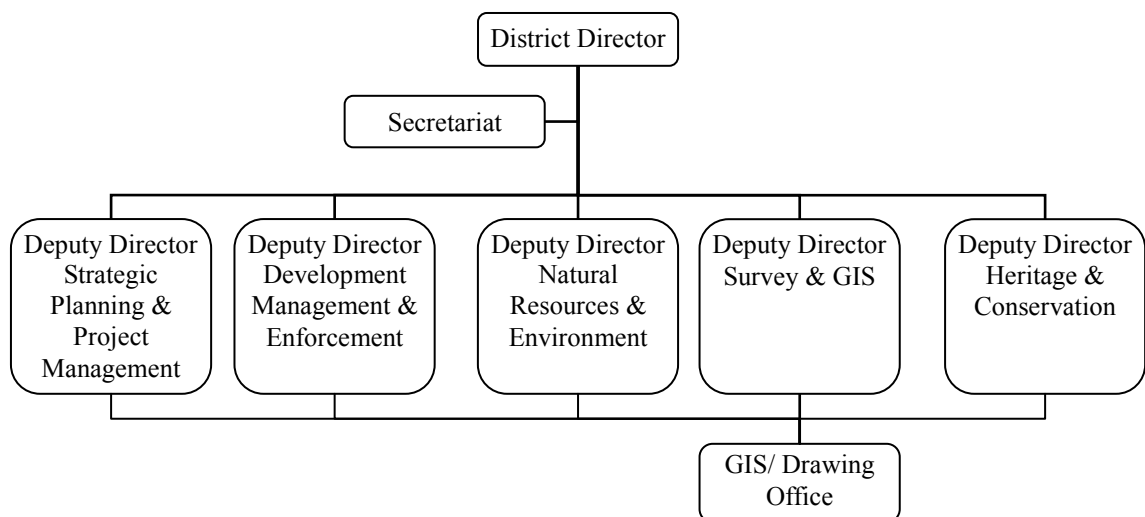 District Director
Secretariat
Deputy Director
Strategic
Planning &
Project
Management
Deputy Director
Development
Management &
Enforcement
Deputy Director
Natural
Resources &
Environment
Deputy Director
Survey & GIS
Deputy Director
Heritage &
Conservation
GIS/ Drawing
Office